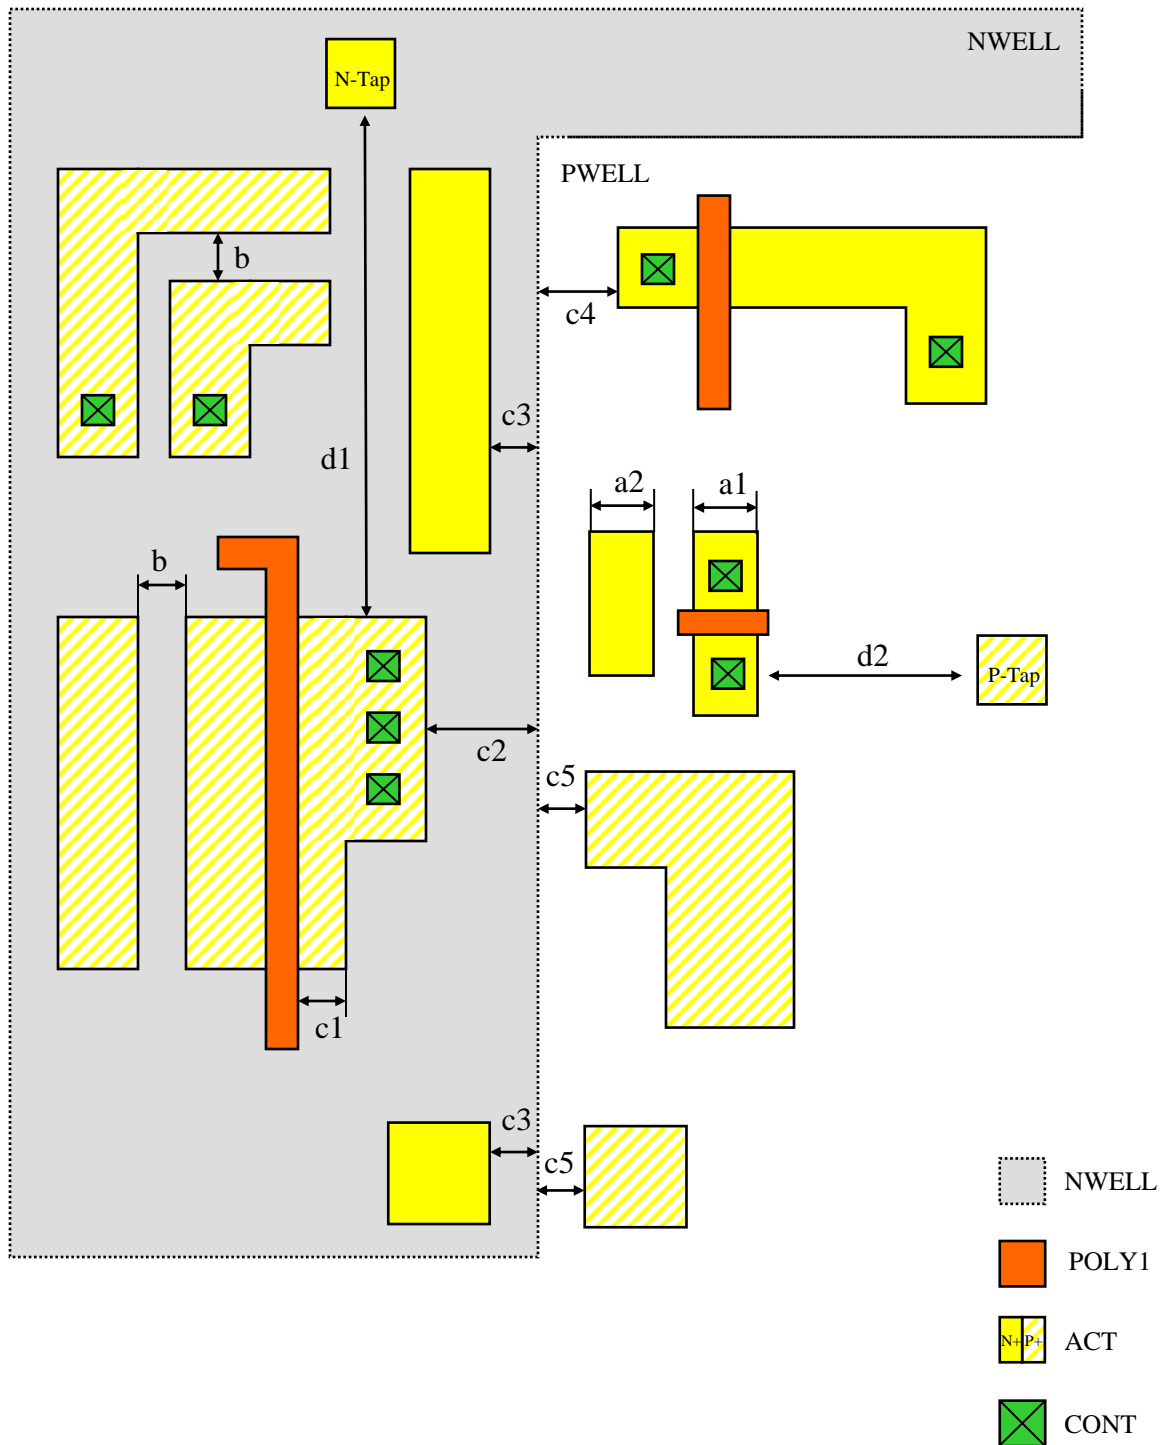 NWELL
N-Tap
PWELL
b
c4
c3
d1
a2
a1
b
d2
P-Tap
c2
c5
c1
c3
c5
NWELL
POLY1
N+ P+ ACT
CONT